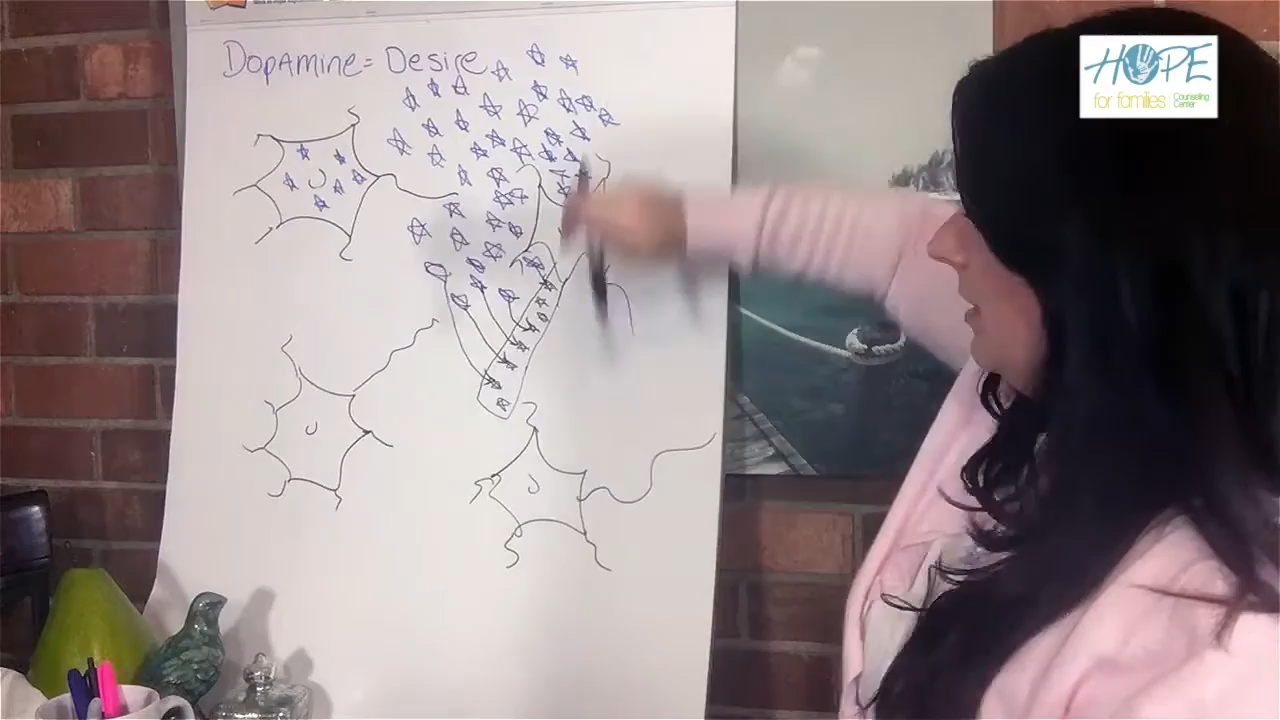 Dopamine = Desire
HOPE
for families
Counseling
Center